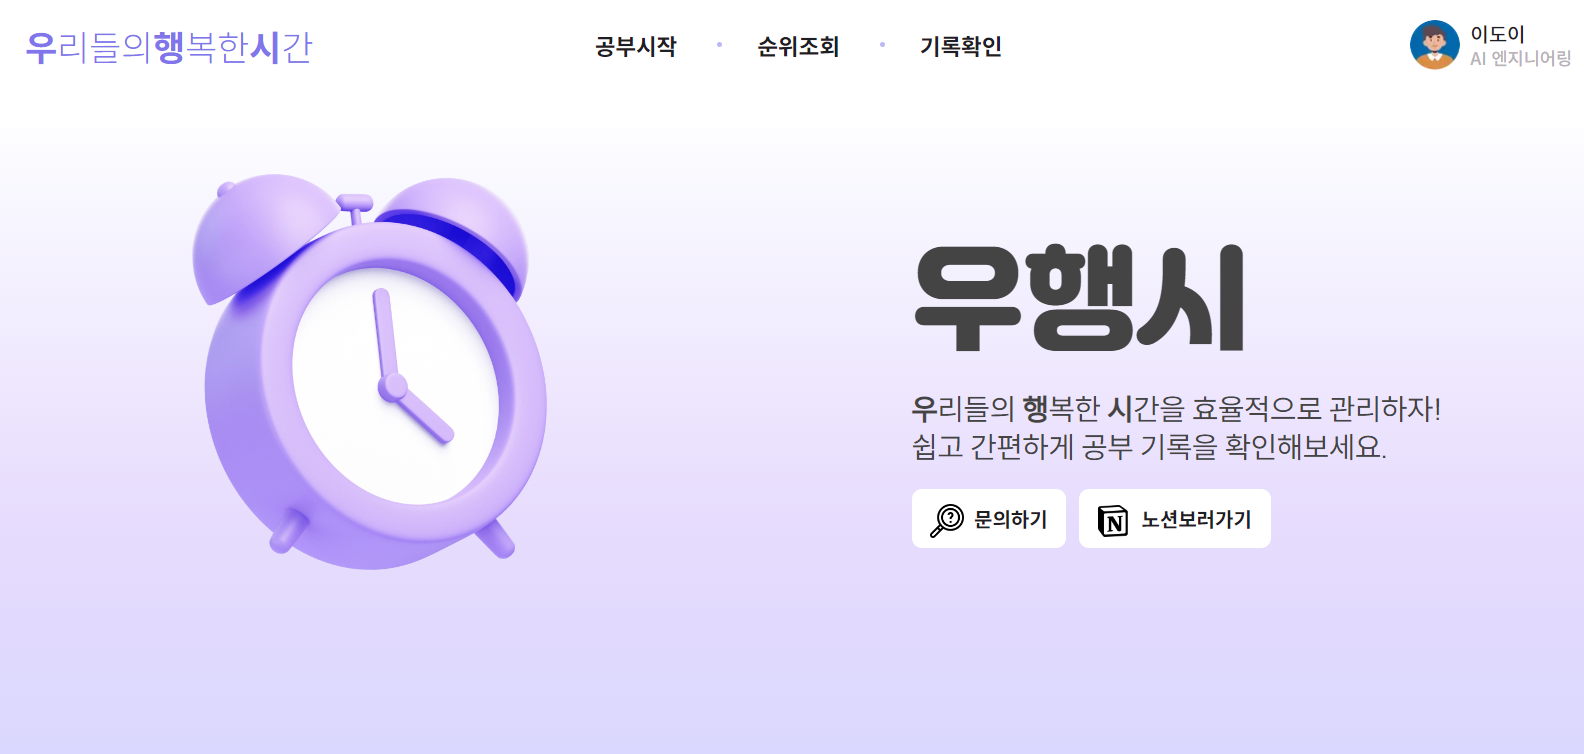 우리들의행복한시간
공부시작 • 순위조회 • 기록확인
이도이
AI 엔지니어링
우행시
우리들의 행복한 시간을 효율적으로 관리하자!
쉽고 간편하게 공부 기록을 확인해보세요.
? 문의하기
N 노션보러가기